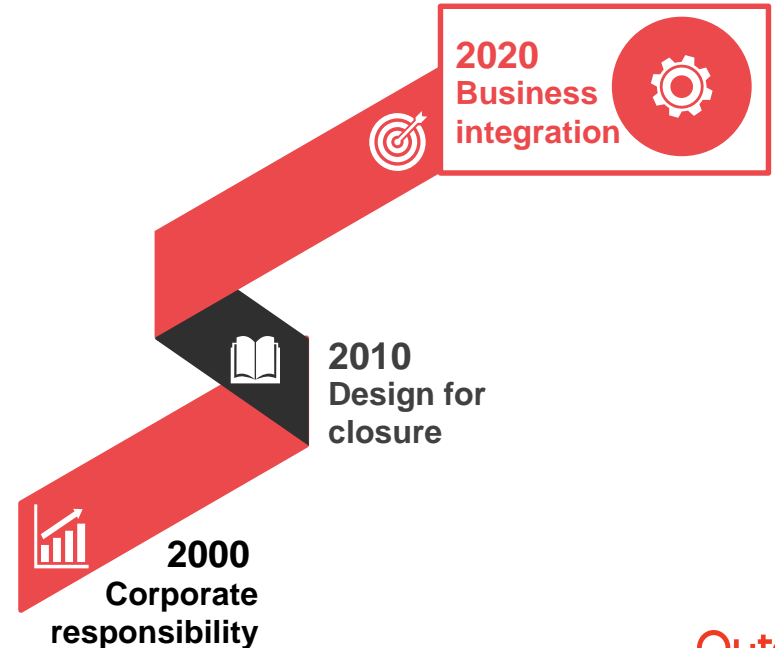 2020
Business
integration
2010
Design for
closure
2000
Corporate
responsibility